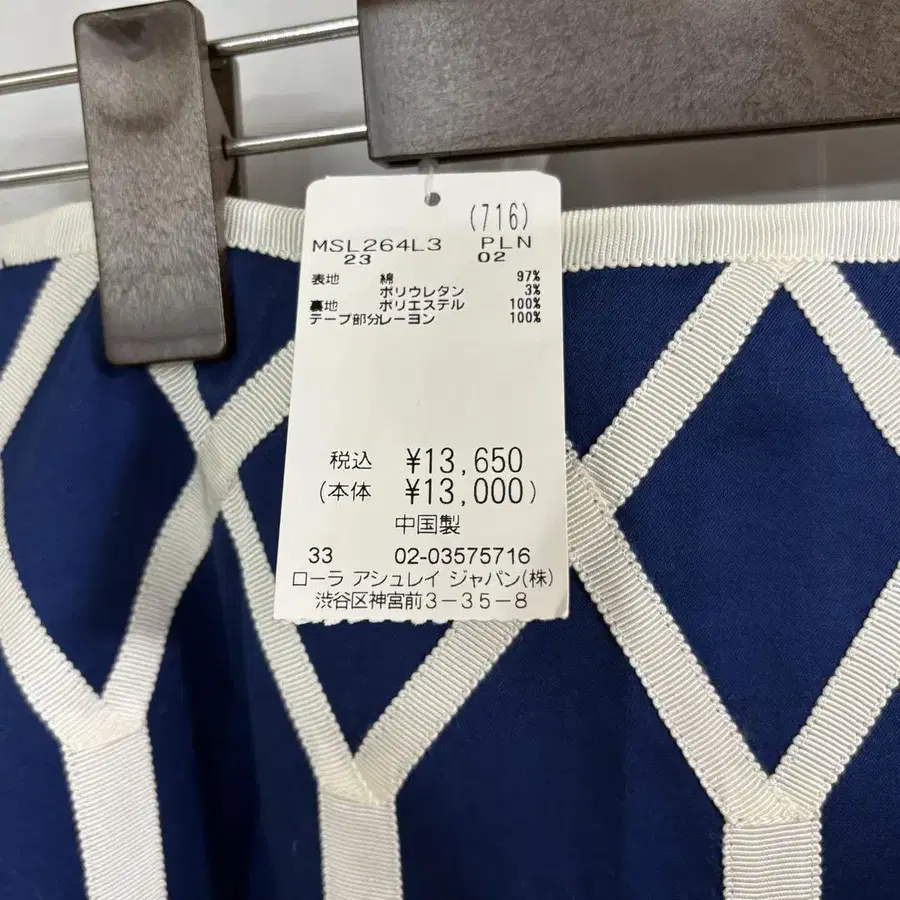 (716)
MSL264L3 PLN
23 02
表地 綿 97%
ポリウレタン 3%
裏地 ポリエステル 100%
テープ部分レーヨン 100%
税込 ¥13,650
(本体 ¥13,000)
中国製
33 02-03575716
ローラ アシュレイ ジャパン(株)
渋谷区神宮前3-35-8